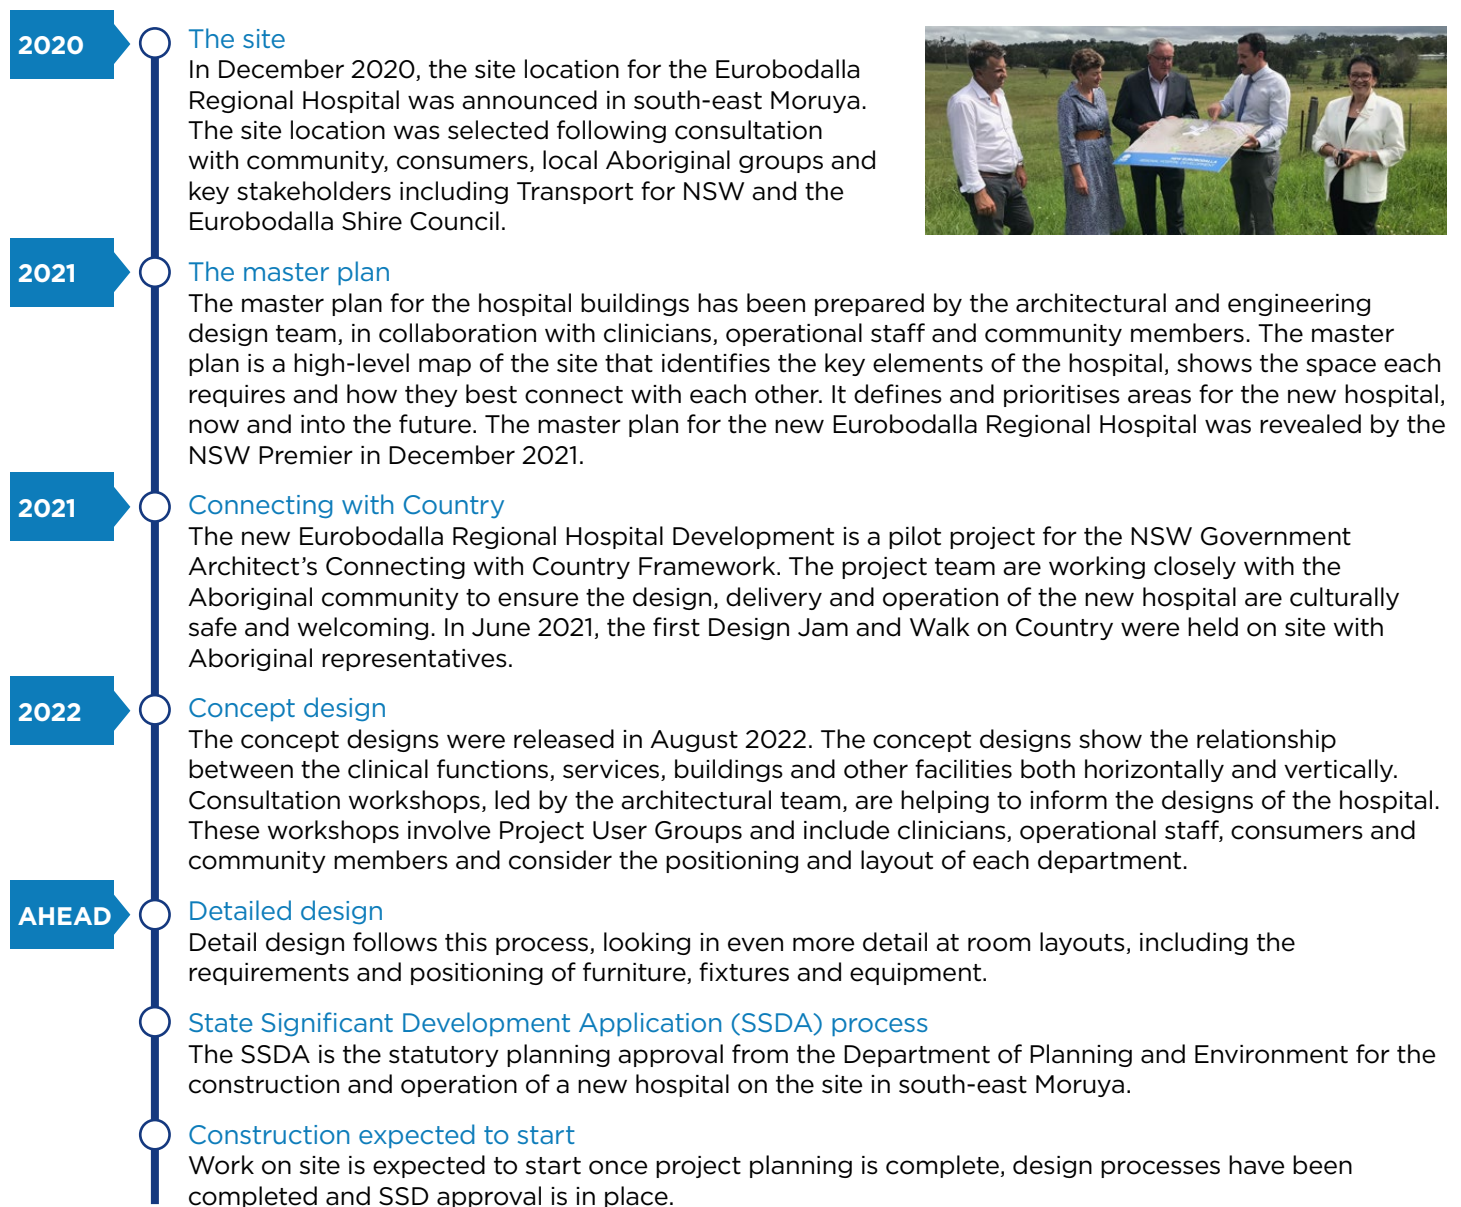 2020
The site
In December 2020, the site location for the Eurobodalla
Regional Hospital was announced in south-east Moruya.
The site location was selected following consultation
with community, consumers, local Aboriginal groups and
key stakeholders including Transport for NSW and the
Eurobodalla Shire Council.
2021
The master plan
The master plan for the hospital buildings has been prepared by the architectural and engineering
design team, in collaboration with clinicians, operational staff and community members. The master
plan is a high-level map of the site that identifies the key elements of the hospital, shows the space each
requires and how they best connect with each other. It defines and prioritises areas for the new hospital,
now and into the future. The master plan for the new Eurobodalla Regional Hospital was revealed by the
NSW Premier in December 2021.
2021
Connecting with Country
The new Eurobodalla Regional Hospital Development is a pilot project for the NSW Government
Architect’s Connecting with Country Framework. The project team are working closely with the
Aboriginal community to ensure the design, delivery and operation of the new hospital are culturally
safe and welcoming. In June 2021, the first Design Jam and Walk on Country were held on site with
Aboriginal representatives.
2022
Concept design
The concept designs were released in August 2022. The concept designs show the relationship
between the clinical functions, services, buildings and other facilities both horizontally and vertically.
Consultation workshops, led by the architectural team, are helping to inform the designs of the hospital.
These workshops involve Project User Groups and include clinicians, operational staff, consumers and
community members and consider the positioning and layout of each department.
AHEAD
Detailed design
Detail design follows this process, looking in even more detail at room layouts, including the
requirements and positioning of furniture, fixtures and equipment.
State Significant Development Application (SSDA) process
The SSDA is the statutory planning approval from the Department of Planning and Environment for the
construction and operation of a new hospital on the site in south-east Moruya.
Construction expected to start
Work on site is expected to start once project planning is complete, design processes have been
completed and SSD approval is in place.